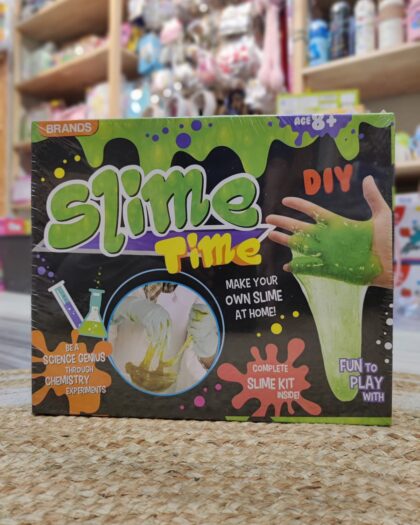 BRANDS
AGE 8+
Slime
Time
DIY
MAKE YOUR
OWN SLIME
AT HOME!
BE A
SCIENCE GENIUS
THROUGH
CHEMISTRY
EXPERIMENTS
COMPLETE
SLIME KIT
INSIDE!
FUN TO
PLAY
WITH